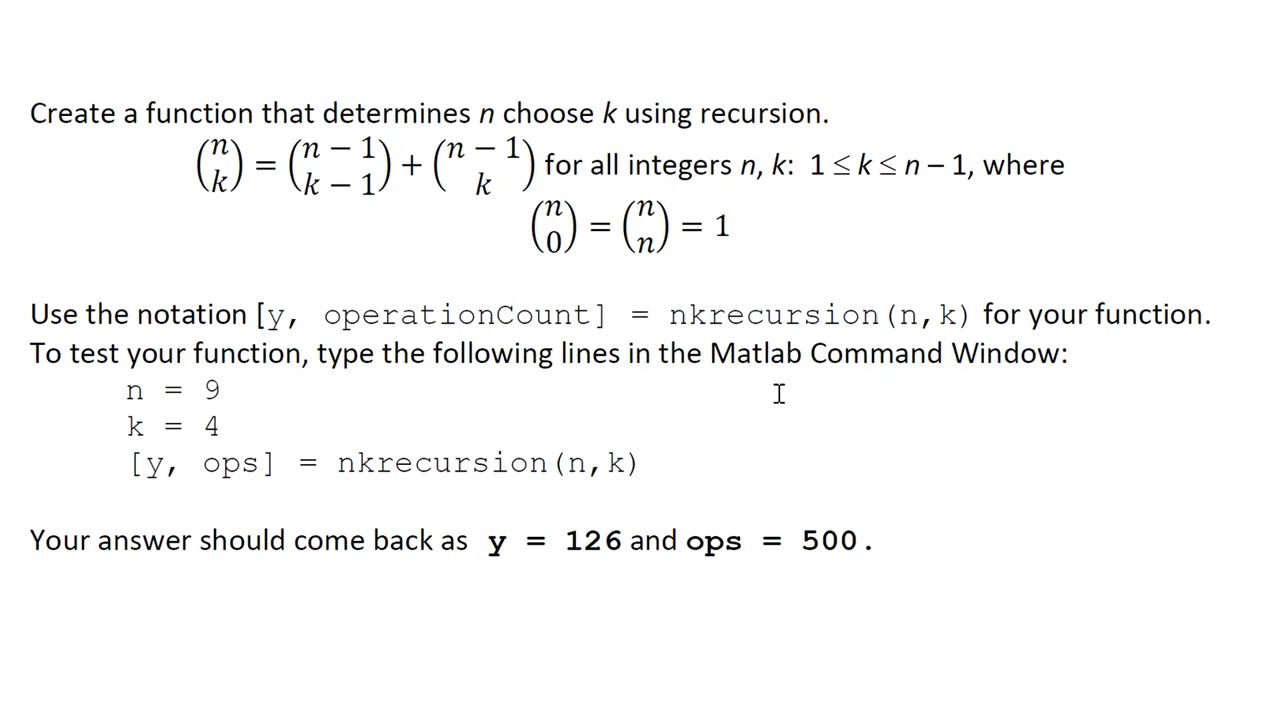 Create a function that determines n choose k using recursion.
(n k) = (n − 1 k − 1) + (n − 1 k) for all integers n, k: 1 ≤ k ≤ n − 1, where
(n 0) = (n n) = 1
Use the notation [y, operationCount] = nkrecursion(n,k) for your function.
To test your function, type the following lines in the Matlab Command Window:
n = 9
k = 4
[y, ops] = nkrecursion(n,k)
Your answer should come back as y = 126 and ops = 500.